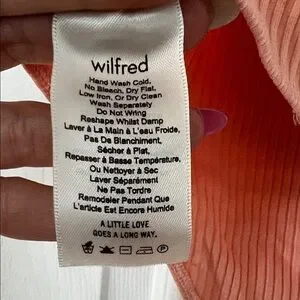 wilfred
Hand Wash Cold,
No Bleach, Dry Flat,
Low Iron, Or Dry Clean
Wash Separately
Do Not Wring
Reshape Whilst Damp
Laver à La Main à L'eau Froide,
Pas De Blanchiment,
Sécher à Plat,
Repasser à Basse Température,
Ou Nettoyer à Sec
Laver Séparément
Ne Pas Tordre
Remodeler Pendant Que
L'article Est Encore Humide
A LITTLE LOVE
GOES A LONG WAY.